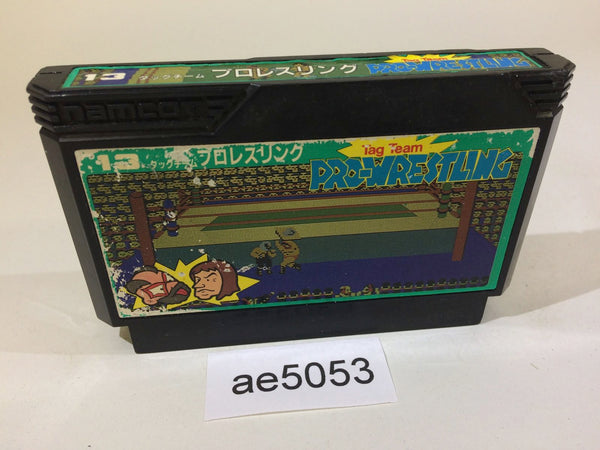 13 タッグチーム プロレスリング Tag Team PRO-WRESTLING
namcot
13 タッグチーム プロレスリング
Tag Team
PRO-WRESTLING
ae5053